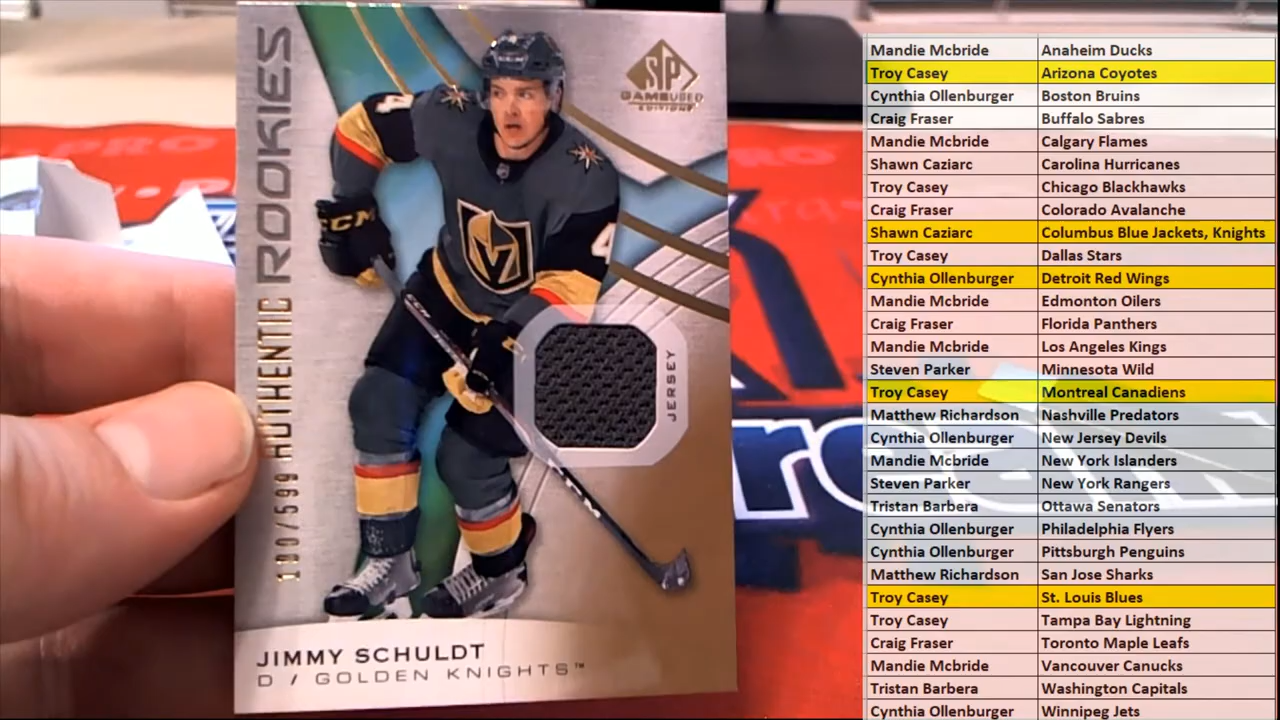 AUTHENTIC ROOKIES
SP
GAME USED
EDITION
4
4
CCM
JERSEY
JIMMY SCHULDT
D / GOLDEN KNIGHTS™
Mandie Mcbride Anaheim Ducks
Troy Casey Arizona Coyotes
Cynthia Ollenburger Boston Bruins
Craig Fraser Buffalo Sabres
Mandie Mcbride Calgary Flames
Shawn Caziarc Carolina Hurricanes
Troy Casey Chicago Blackhawks
Craig Fraser Colorado Avalanche
Shawn Caziarc Columbus Blue Jackets, Knights
Troy Casey Dallas Stars
Cynthia Ollenburger Detroit Red Wings
Mandie Mcbride Edmonton Oilers
Craig Fraser Florida Panthers
Mandie Mcbride Los Angeles Kings
Steven Parker Minnesota Wild
Troy Casey Montreal Canadiens
Matthew Richardson Nashville Predators
Cynthia Ollenburger New Jersey Devils
Mandie Mcbride New York Islanders
Steven Parker New York Rangers
Tristan Barbera Ottawa Senators
Cynthia Ollenburger Philadelphia Flyers
Cynthia Ollenburger Pittsburgh Penguins
Matthew Richardson San Jose Sharks
Troy Casey St. Louis Blues
Troy Casey Tampa Bay Lightning
Craig Fraser Toronto Maple Leafs
Mandie Mcbride Vancouver Canucks
Tristan Barbera Washington Capitals
Cynthia Ollenburger Winnipeg Jets